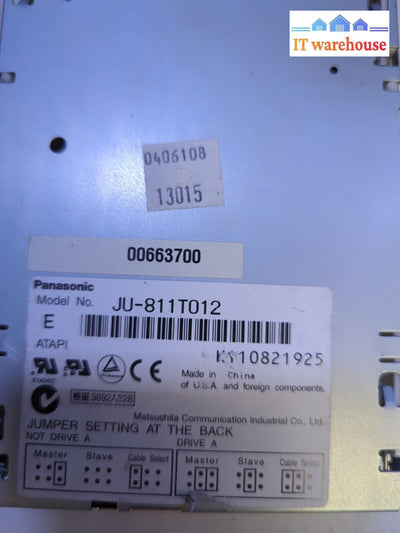 IT warehouse
0406108
13015
00663700
Panasonic
Model No. JU-811T012
E
ATAPI
KY10821925
Made in China
of U.S.A. and foreign components.
3892A828
Matsushita Communication Industrial Co., Ltd.
JUMPER SETTING AT THE BACK
NOT DRIVE A DRIVE A
Master Slave Cable Select Master Slave Cable Select